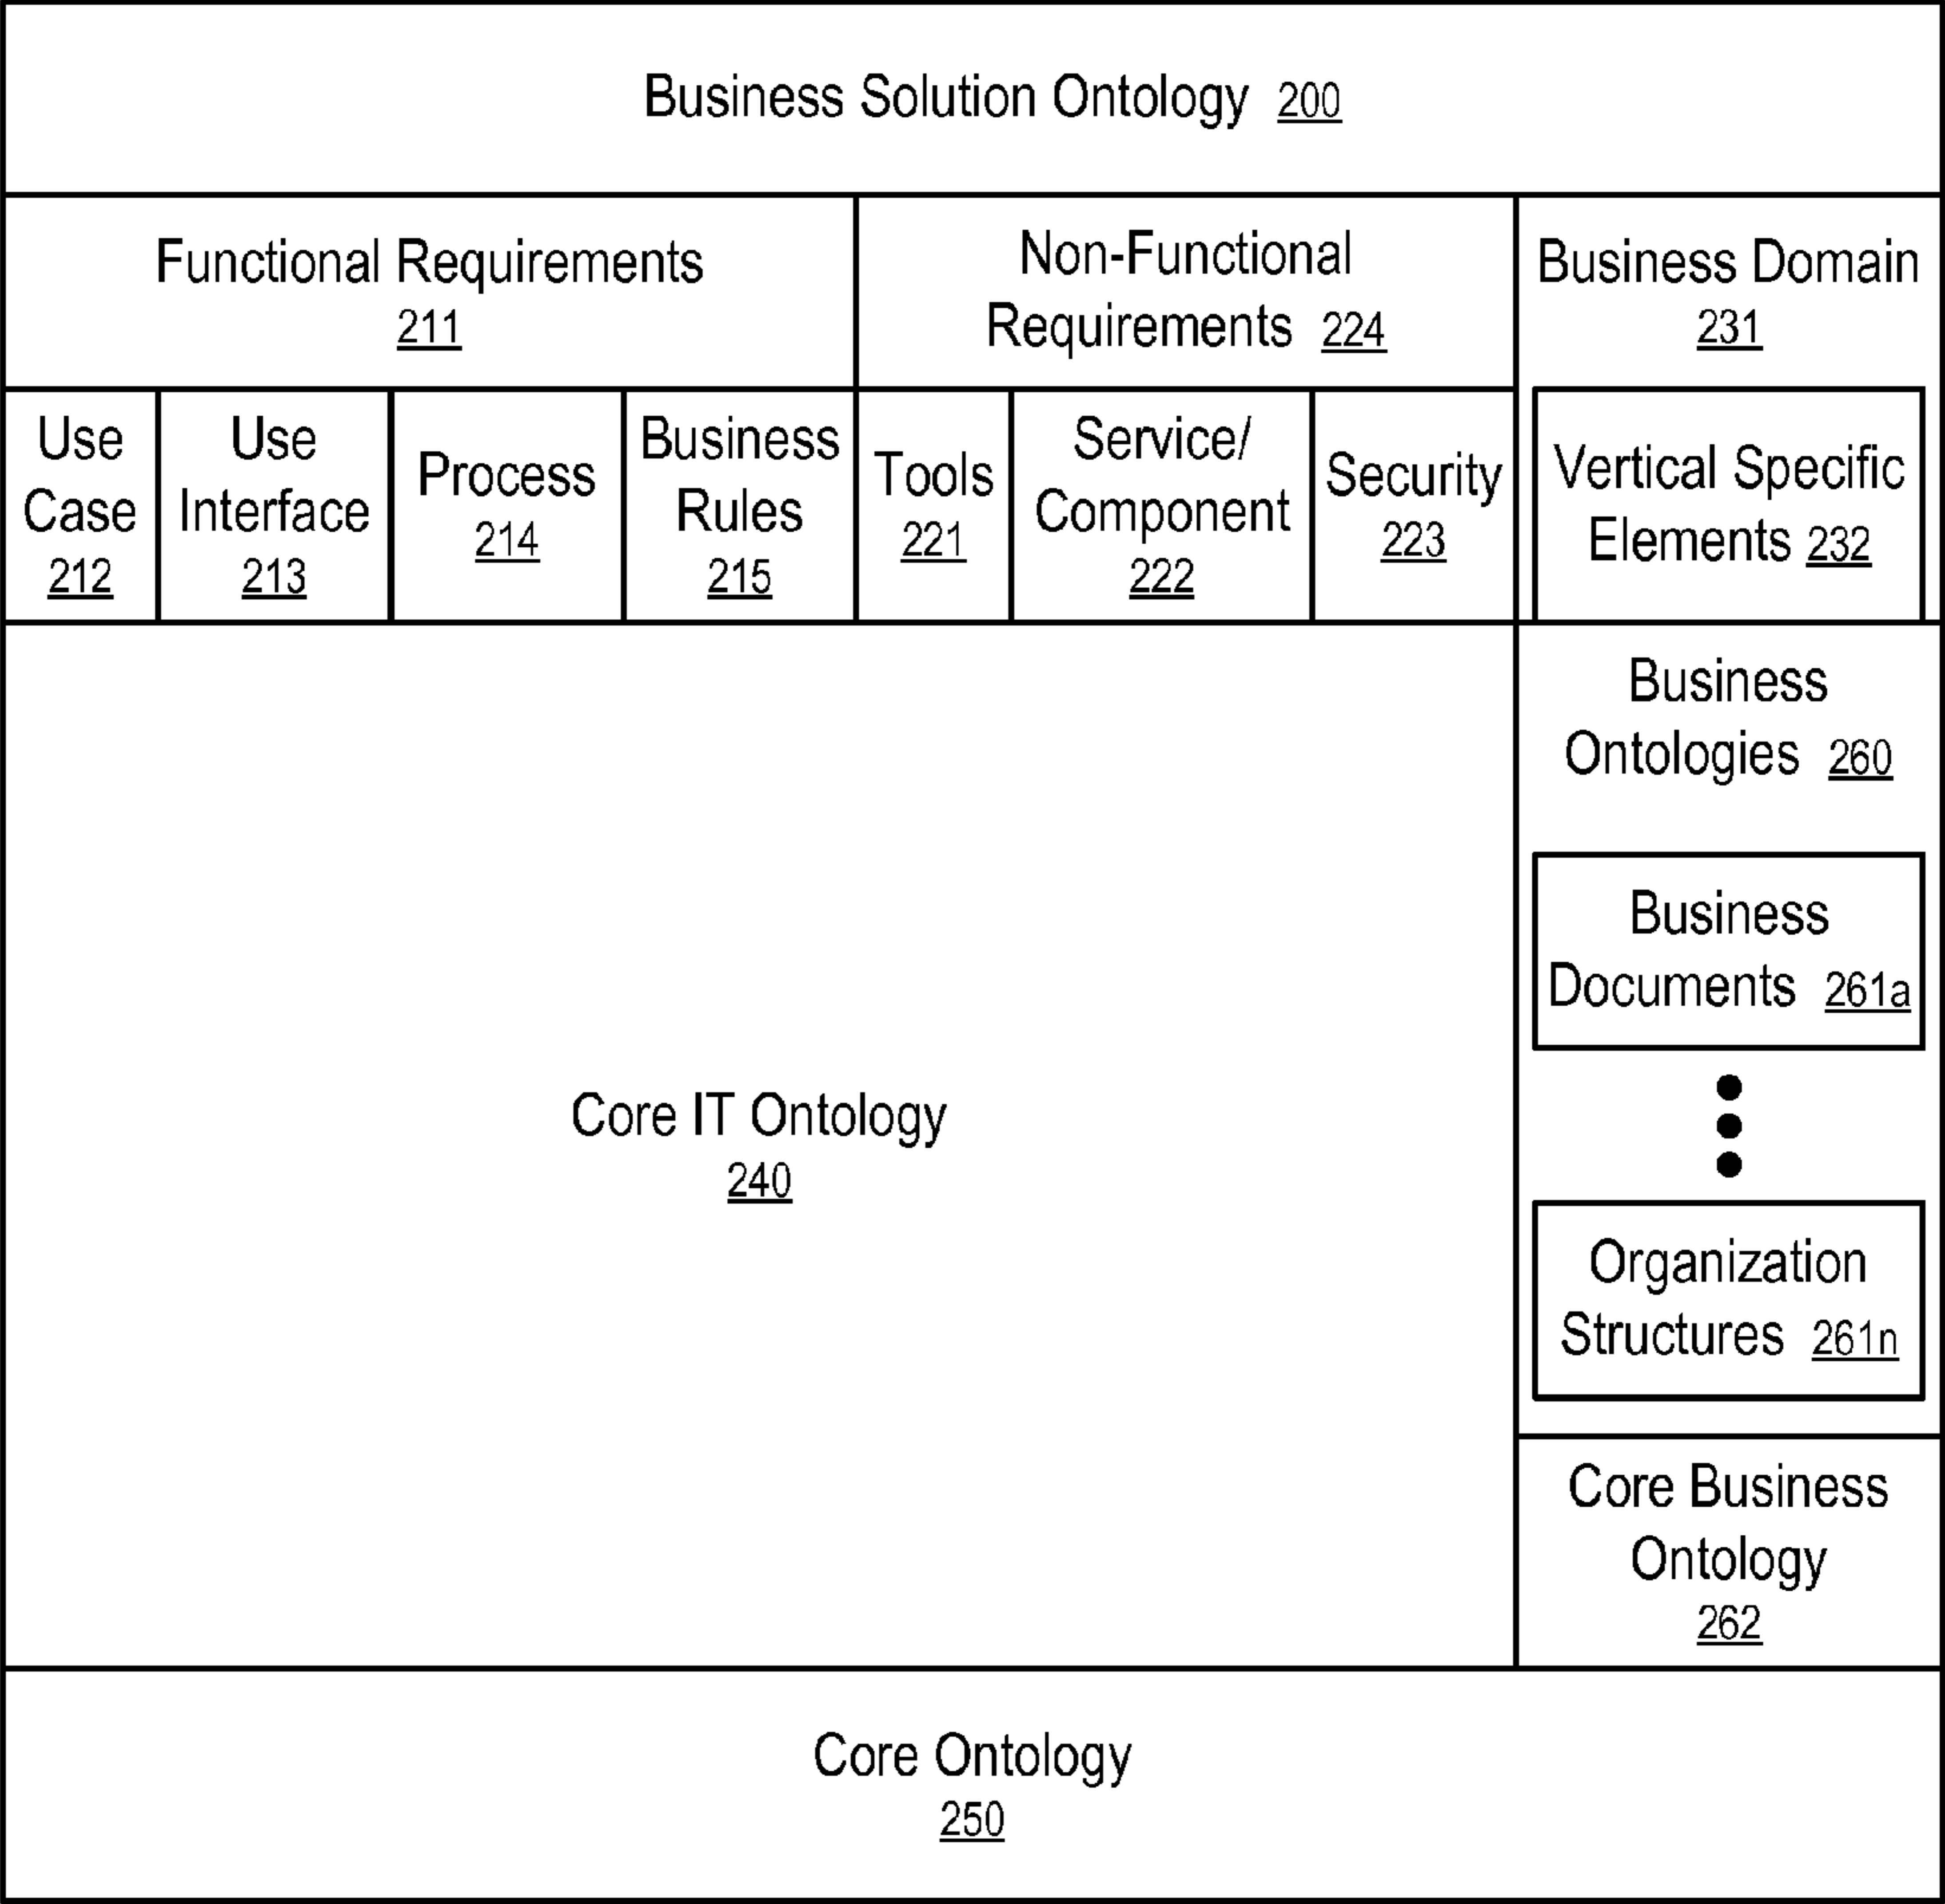 Business Solution Ontology 200
Functional Requirements
211
Non-Functional
Requirements 224
Business Domain
231
Use
Case
212
Use
Interface
213
Process
214
Business
Rules
215
Tools
221
Service/
Component
222
Security
223
Vertical Specific
Elements 232
Core IT Ontology
240
Business
Ontologies 260
Business
Documents 261a
Organization
Structures 261n
Core Business
Ontology
262
Core Ontology
250